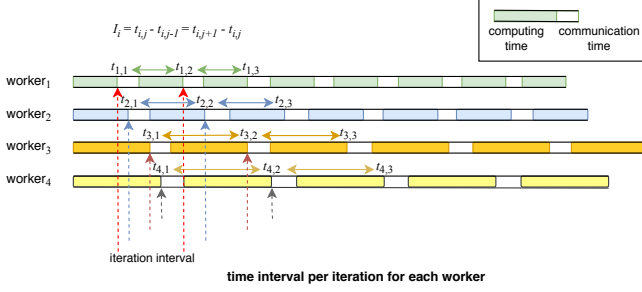 I_i = t_{i,j} - t_{i,j-1} = t_{i,j+1} - t_{i,j}
computing time
communication time
t_{1,1} t_{1,2} t_{1,3}
worker_1
t_{2,1} t_{2,2} t_{2,3}
worker_2
t_{3,1} t_{3,2} t_{3,3}
worker_3
t_{4,1} t_{4,2} t_{4,3}
worker_4
iteration interval
time interval per iteration for each worker